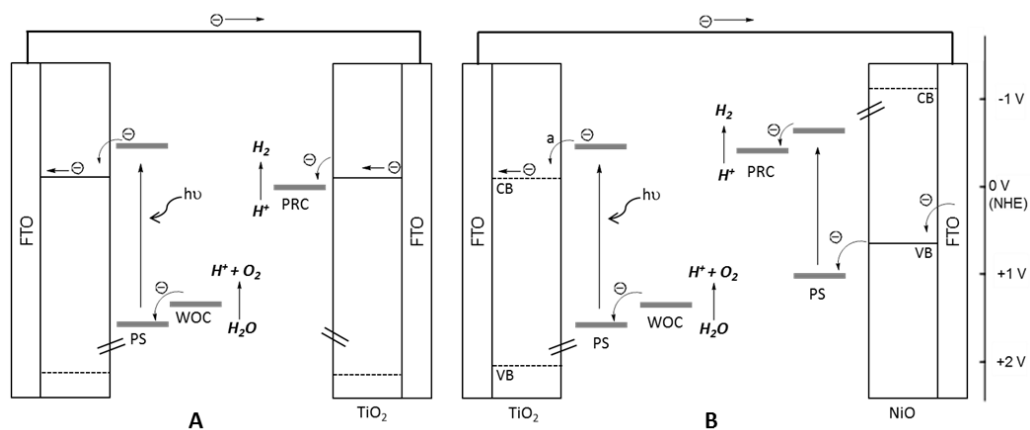 ⊖
⊖
-1 V
CB
H₂
⊖
a
⊖
⊖
H₂
⊖
⊖
⊖
⊖
PRC
H⁺
⊖
CB
0 V
(NHE)
hυ
H⁺
PRC
hυ
⊖
FTO
FTO
FTO
FTO
⊖
VB
H⁺ + O₂
H⁺ + O₂
⊖
⊖
+1 V
PS
WOC
H₂O
WOC
H₂O
PS
PS
VB
+2 V
TiO₂
TiO₂
NiO
A
B